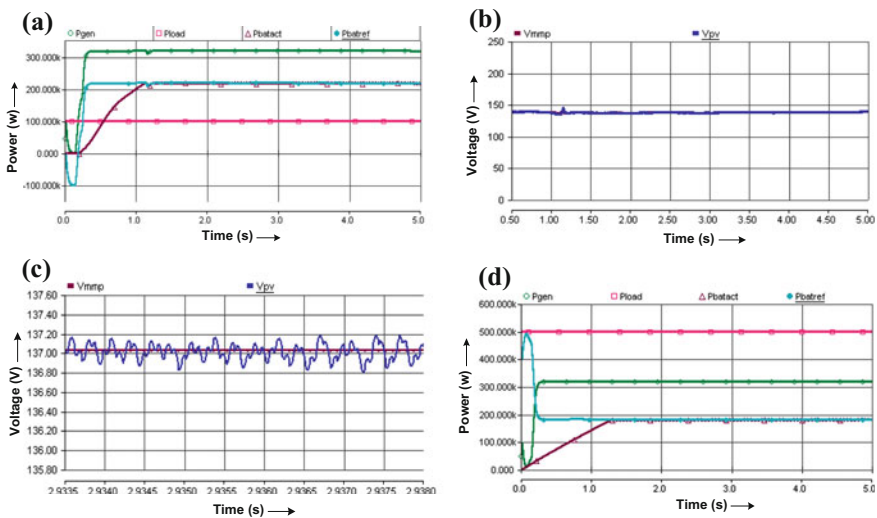 (a)
Pgen Pload Pbatact Pbatref
300.000k
200.000k
100.000k
0.000
-100.000k
Power (w)
0.0 1.0 2.0 3.0 4.0 5.0
Time (s)
(b)
Vmmp Vpv
250
200
150
100
50
0
Voltage (V)
0.50 1.00 1.50 2.00 2.50 3.00 3.50 4.00 4.50 5.00
Time (s)
(c)
Vmmp Vpv
137.60
137.40
137.20
137.00
136.80
136.60
136.40
136.20
136.00
135.80
Voltage (V)
2.9335 2.9340 2.9345 2.9350 2.9355 2.9360 2.9365 2.9370 2.9375 2.9380
Time (s)
(d)
Pgen Pload Pbatact Pbatref
600.000k
500.000k
400.000k
300.000k
200.000k
100.000k
0.000
Power (w)
0.0 1.0 2.0 3.0 4.0 5.0
Time (s)